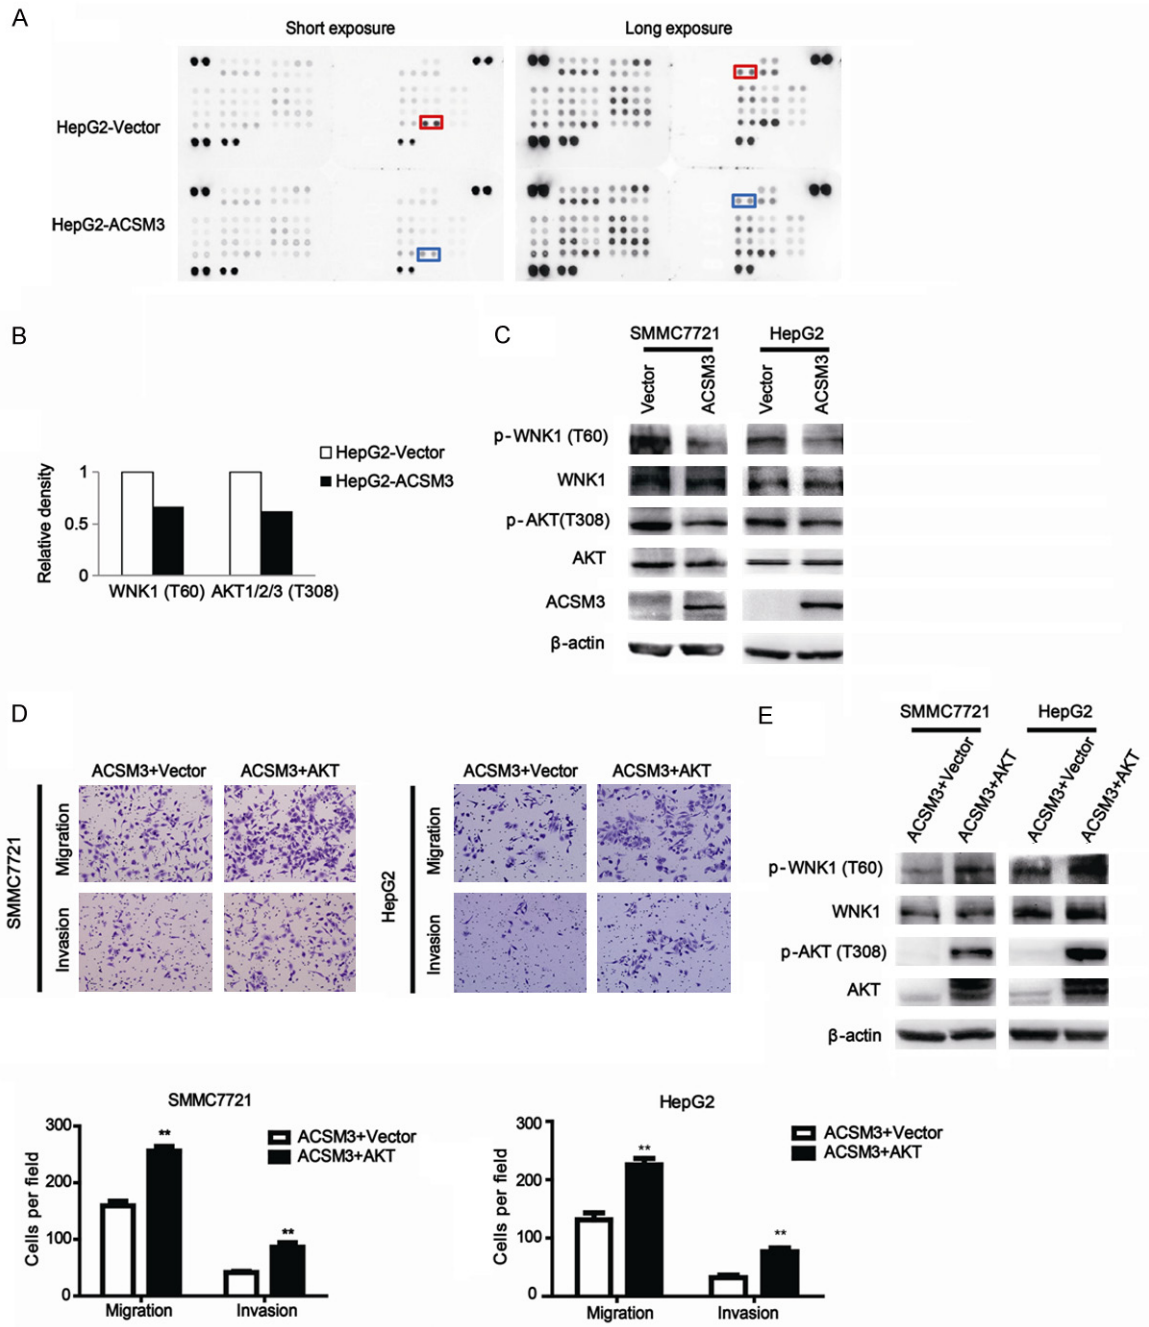 A
Short exposure
Long exposure
HepG2-Vector
HepG2-ACSM3
B
Relative density
1
0.5
0
WNK1 (T60)
AKT1/2/3 (T308)
HepG2-Vector
HepG2-ACSM3
C
SMMC7721
HepG2
Vector
ACSM3
Vector
ACSM3
p-WNK1 (T60)
WNK1
p-AKT(T308)
AKT
ACSM3
β-actin
D
ACSM3+Vector
ACSM3+AKT
ACSM3+Vector
ACSM3+AKT
SMMC7721
Migration
Invasion
HepG2
Migration
Invasion
E
SMMC7721
HepG2
ACSM3+Vector
ACSM3+AKT
ACSM3+Vector
ACSM3+AKT
p-WNK1 (T60)
WNK1
p-AKT (T308)
AKT
β-actin
SMMC7721
Cells per field
300
200
100
0
**
**
Migration
Invasion
ACSM3+Vector
ACSM3+AKT
HepG2
Cells per field
300
200
100
0
**
**
Migration
Invasion
ACSM3+Vector
ACSM3+AKT